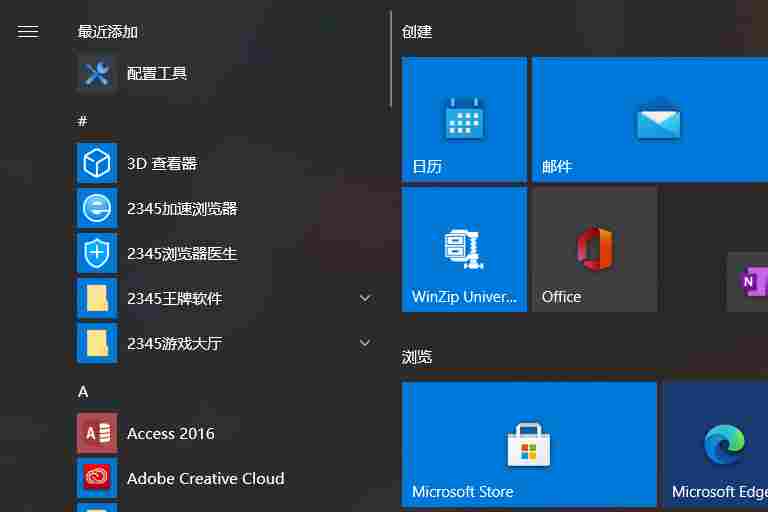 最近添加
配置工具
#
3D 查看器
2345加速浏览器
2345浏览器医生
2345王牌软件
2345游戏大厅
A
Access 2016
Adobe Creative Cloud
创建
日历
邮件
WinZip Univer...
Office
浏览
Microsoft Store
Microsoft Edge